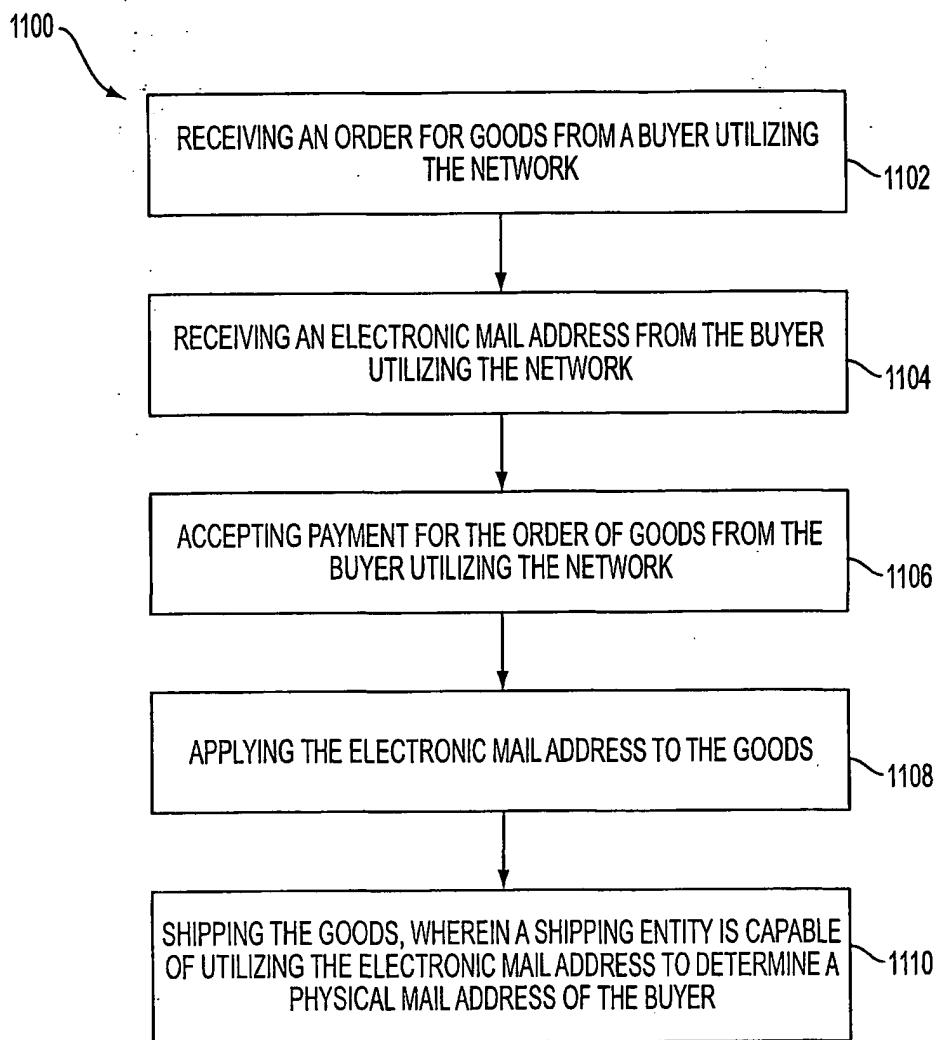 1100
RECEIVING AN ORDER FOR GOODS FROM A BUYER UTILIZING
THE NETWORK
1102
RECEIVING AN ELECTRONIC MAIL ADDRESS FROM THE BUYER
UTILIZING THE NETWORK
1104
ACCEPTING PAYMENT FOR THE ORDER OF GOODS FROM THE
BUYER UTILIZING THE NETWORK
1106
APPLYING THE ELECTRONIC MAIL ADDRESS TO THE GOODS
1108
SHIPPING THE GOODS, WHEREIN A SHIPPING ENTITY IS CAPABLE
OF UTILIZING THE ELECTRONIC MAIL ADDRESS TO DETERMINE A
PHYSICAL MAIL ADDRESS OF THE BUYER
1110